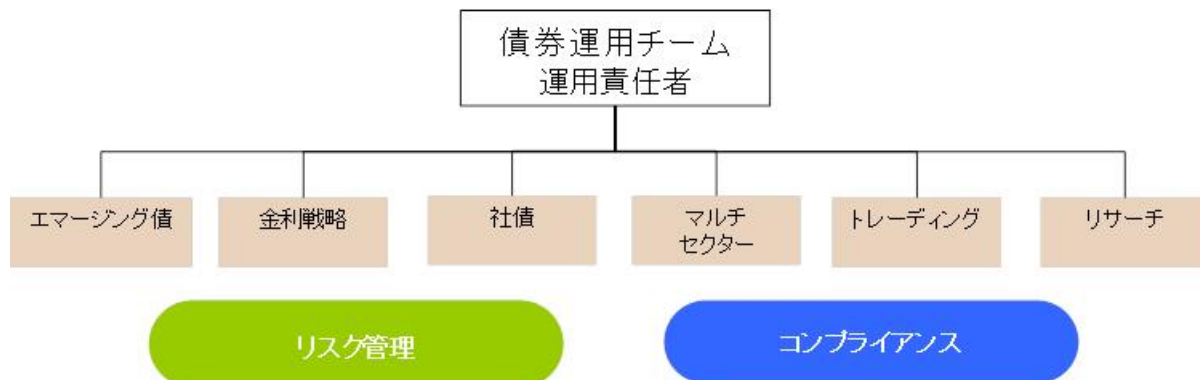 債券運用チーム
運用責任者
エマージング債
金利戦略
社債
マルチ
セクター
トレーディング
リサーチ
リスク管理
コンプライアンス